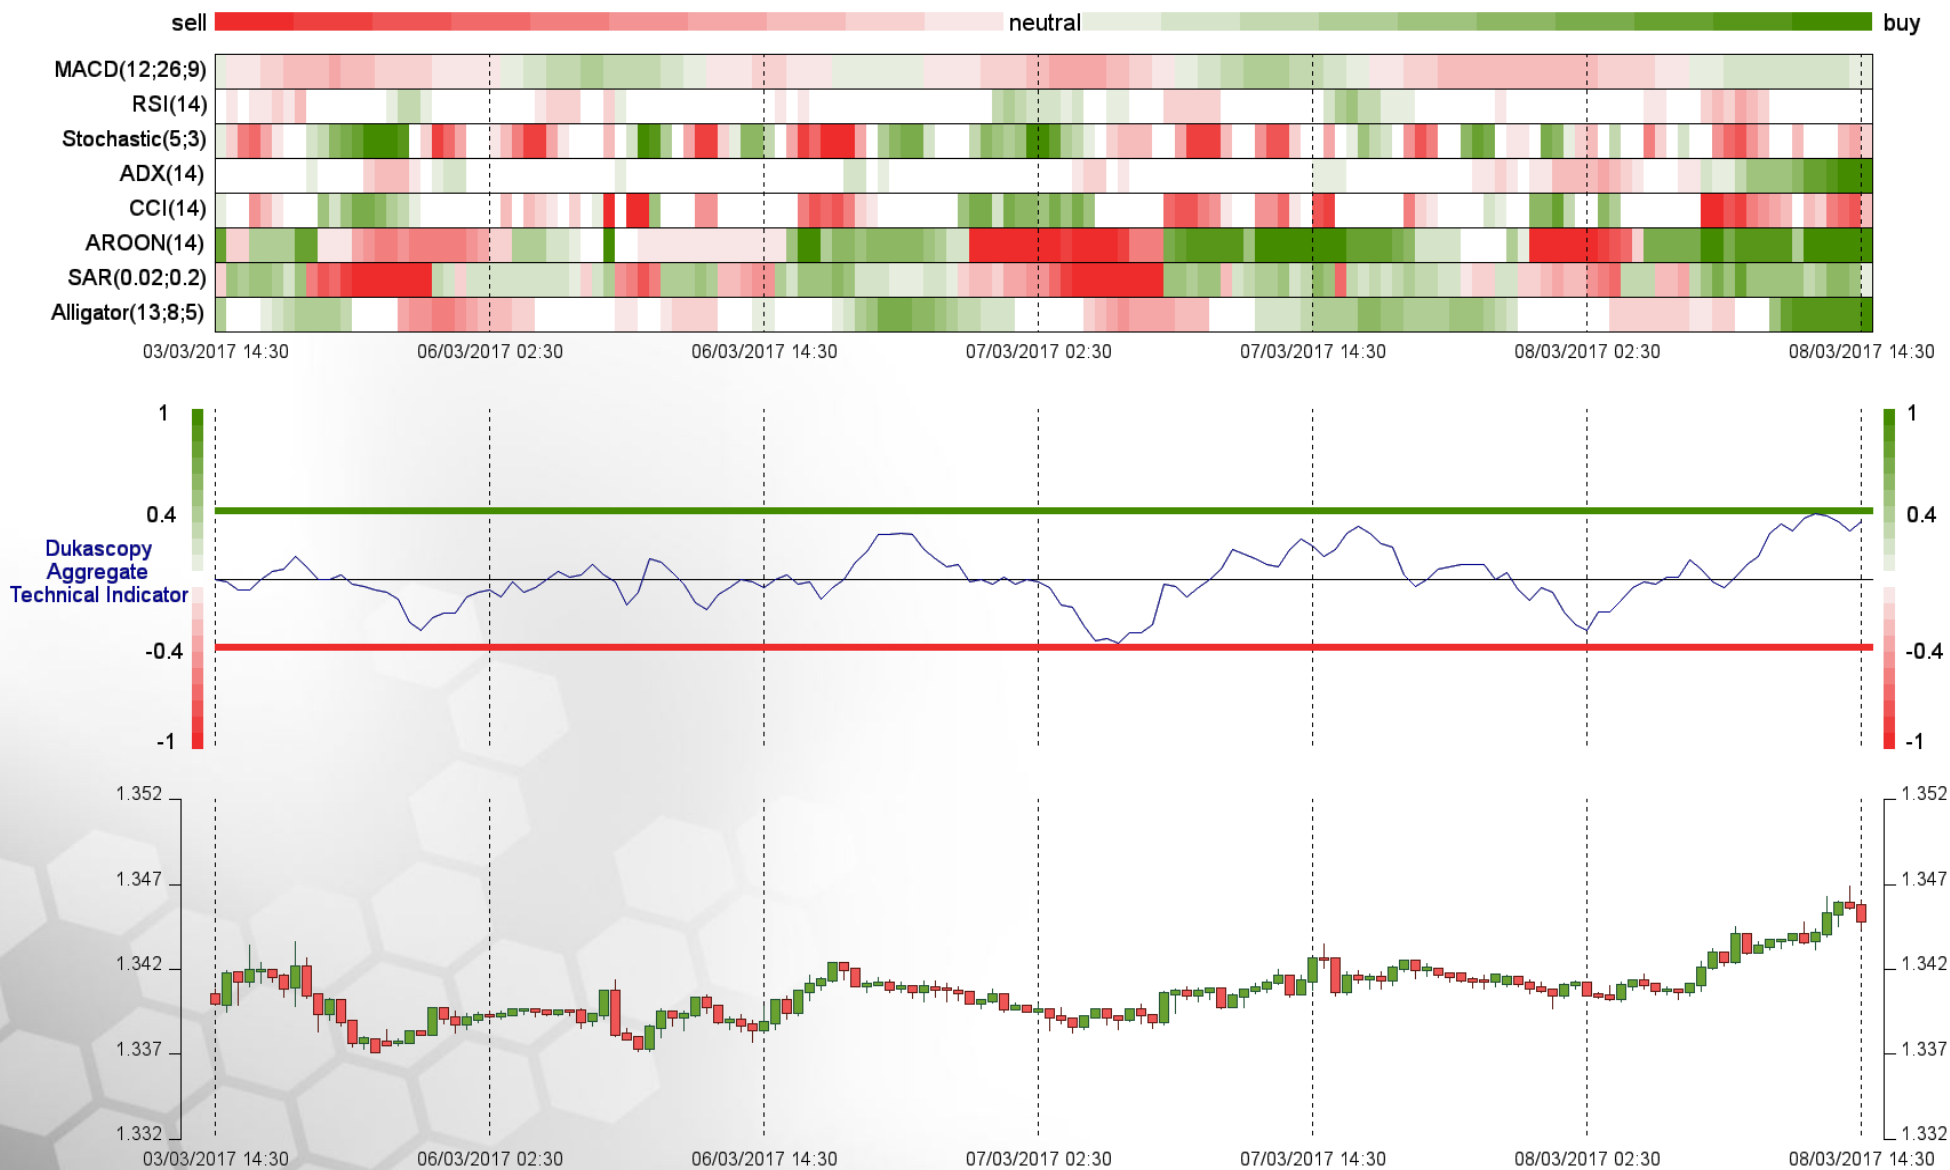 sell neutral buy
MACD(12;26;9)
RSI(14)
Stochastic(5;3)
ADX(14)
CCI(14)
AROON(14)
SAR(0.02;0.2)
Alligator(13;8;5)
03/03/2017 14:30 06/03/2017 02:30 06/03/2017 14:30 07/03/2017 02:30 07/03/2017 14:30 08/03/2017 02:30 08/03/2017 14:30
1 1
0.4 0.4
Dukascopy
Aggregate
Technical Indicator
-0.4 -0.4
-1 -1
1.352 1.352
1.347 1.347
1.342 1.342
1.337 1.337
1.332 1.332
03/03/2017 14:30 06/03/2017 02:30 06/03/2017 14:30 07/03/2017 02:30 07/03/2017 14:30 08/03/2017 02:30 08/03/2017 14:30